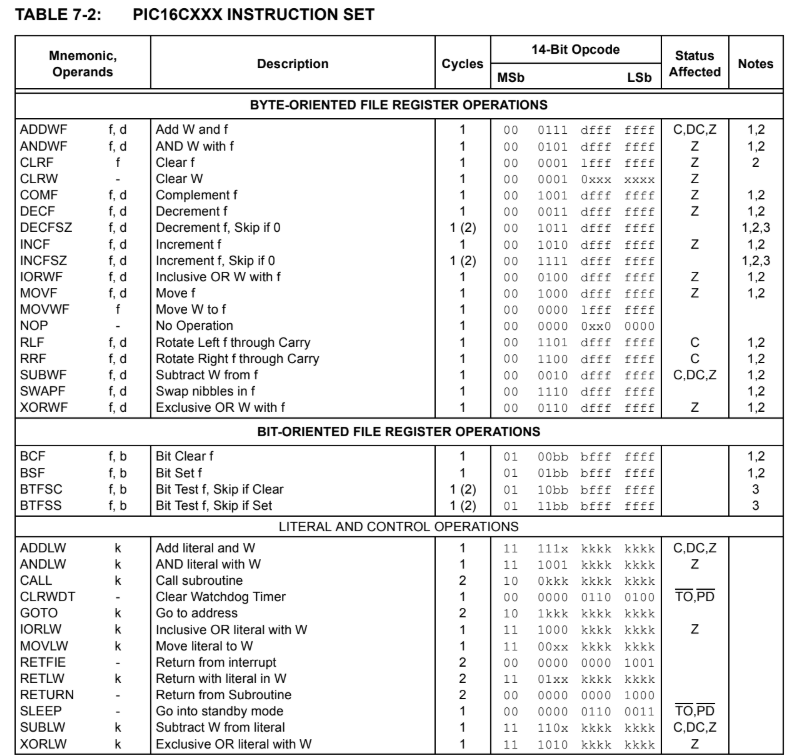 TABLE 7-2: PIC16CXXX INSTRUCTION SET
Mnemonic, Operands Description Cycles 14-Bit Opcode Status Affected Notes
MSb LSb
BYTE-ORIENTED FILE REGISTER OPERATIONS
ADDWF f, d Add W and f 1 00 0111 dfff ffff C,DC,Z 1,2
ANDWF f, d AND W with f 1 00 0101 dfff ffff Z 1,2
CLRF f Clear f 1 00 0001 1fff ffff Z 2
CLRW - Clear W 1 00 0001 0xxx xxxx Z
COMF f, d Complement f 1 00 1001 dfff ffff Z 1,2
DECF f, d Decrement f 1 00 0011 dfff ffff Z 1,2
DECFSZ f, d Decrement f, Skip if 0 1 (2) 00 1011 dfff ffff 1,2,3
INCF f, d Increment f 1 00 1010 dfff ffff Z 1,2
INCFSZ f, d Increment f, Skip if 0 1 (2) 00 1111 dfff ffff 1,2,3
IORWF f, d Inclusive OR W with f 1 00 0100 dfff ffff Z 1,2
MOVF f, d Move f 1 00 1000 dfff ffff Z 1,2
MOVWF f Move W to f 1 00 0000 1fff ffff
NOP - No Operation 1 00 0000 0xx0 0000
RLF f, d Rotate Left f through Carry 1 00 1101 dfff ffff C 1,2
RRF f, d Rotate Right f through Carry 1 00 1100 dfff ffff C 1,2
SUBWF f, d Subtract W from f 1 00 0010 dfff ffff C,DC,Z 1,2
SWAPF f, d Swap nibbles in f 1 00 1110 dfff ffff 1,2
XORWF f, d Exclusive OR W with f 1 00 0110 dfff ffff Z 1,2
BIT-ORIENTED FILE REGISTER OPERATIONS
BCF f, b Bit Clear f 1 01 00bb bfff ffff 1,2
BSF f, b Bit Set f 1 01 01bb bfff ffff 1,2
BTFSC f, b Bit Test f, Skip if Clear 1 (2) 01 10bb bfff ffff 3
BTFSS f, b Bit Test f, Skip if Set 1 (2) 01 11bb bfff ffff 3
LITERAL AND CONTROL OPERATIONS
ADDLW k Add literal and W 1 11 111x kkkk kkkk C,DC,Z
ANDLW k AND literal with W 1 11 1001 kkkk kkkk Z
CALL k Call subroutine 2 10 0kkk kkkk kkkk
CLRWDT - Clear Watchdog Timer 1 00 0000 0110 0100 T̅O̅,P̅D̅
GOTO k Go to address 2 10 1kkk kkkk kkkk
IORLW k Inclusive OR literal with W 1 11 1000 kkkk kkkk Z
MOVLW k Move literal to W 1 11 00xx kkkk kkkk
RETFIE - Return from interrupt 2 00 0000 0000 1001
RETLW k Return with literal in W 2 11 01xx kkkk kkkk
RETURN - Return from Subroutine 2 00 0000 0000 1000
SLEEP - Go into standby mode 1 00 0000 0110 0011 T̅O̅,P̅D̅
SUBLW k Subtract W from literal 1 11 110x kkkk kkkk C,DC,Z
XORLW k Exclusive OR literal with W 1 11 1010 kkkk kkkk Z